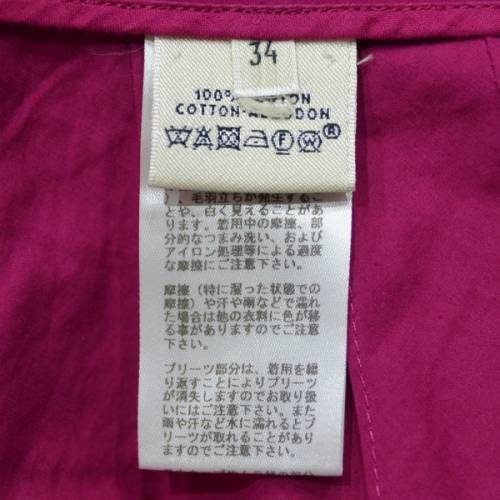 34
100%
COTTON-ALGODON
F
W
®
)、毛羽立ちが発生するこ
とや、白く見えることがあ
ります。着用中の摩擦、部
分的なつまみ洗い、および
アイロン処理等による過度
な摩擦にご注意下さい。
摩擦（特に湿った状態での
摩擦）や汗や雨などで濡れ
た場合は他の衣料に色が移
る事がありますのでご注意
下さい。
プリーツ部分は、着用を繰
り返すことによりプリーツ
が消失しますのでお取り扱
いにはご注意下さい。また
雨や汗など水に濡れるとプ
リーツが取れることがあり
ますのでご注意下さい。